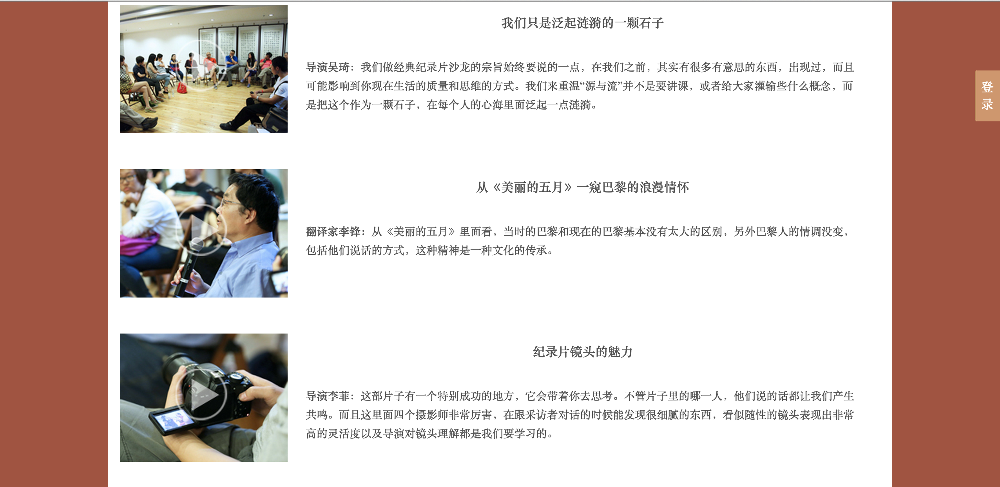 我们只是泛起涟漪的一颗石子
导演吴琦：我们做经典纪录片沙龙的宗旨始终要说的一点，在我们之前，其实有很多有意思的东西，出现过，而且
可能影响到你现在生活的质量和思维的方式。我们来重温“源与流”并不是要讲课，或者给大家灌输些什么概念，而
是把这个作为一颗石子，在每个人的心海里面泛起一点涟漪。
登
录
从《美丽的五月》一窥巴黎的浪漫情怀
翻译家李锋：从《美丽的五月》里面看，当时的巴黎和现在的巴黎基本没有太大的区别，另外巴黎人的情调没变，
包括他们说话的方式，这种精神是一种文化的传承。
纪录片镜头的魅力
导演李菲：这部片子有一个特别成功的地方，它会带着你去思考。不管片子里的哪一人，他们说的话都让我们产生
共鸣。而且这里面四个摄影师非常厉害，在跟采访者对话的时候能发现很细腻的东西，看似随性的镜头表现出非常
高的灵活度以及导演对镜头理解都是我们要学习的。